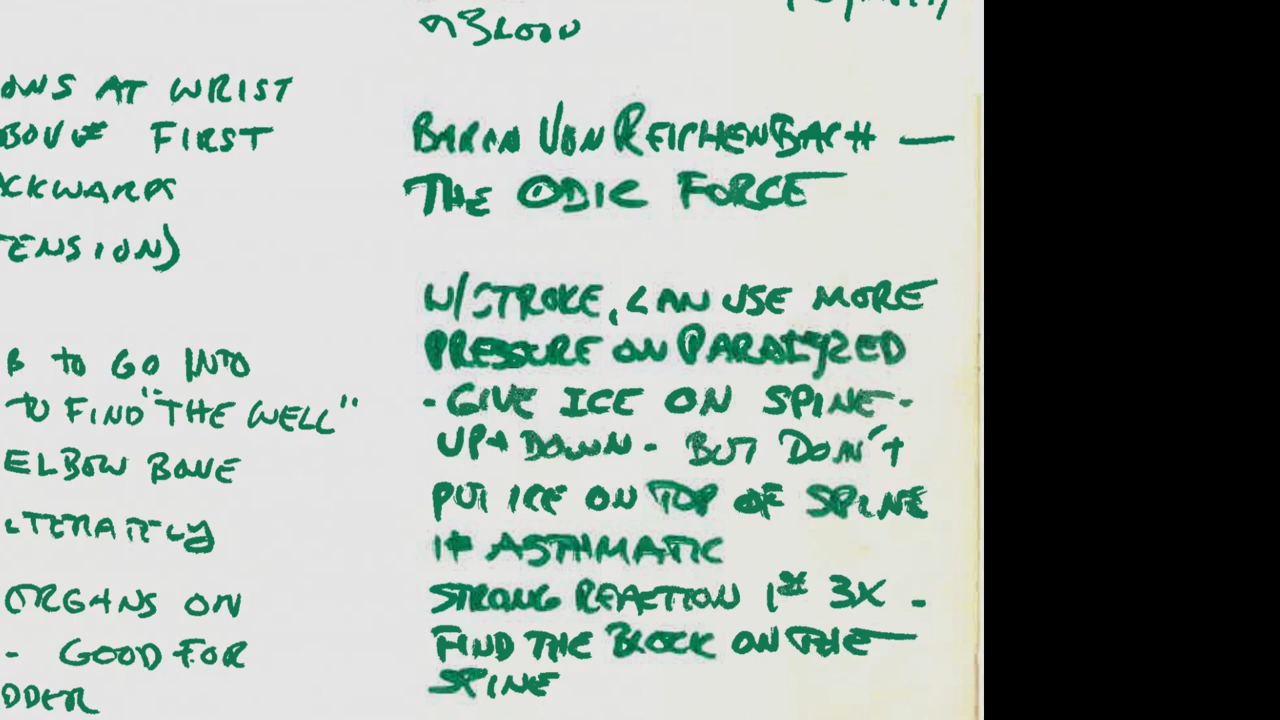 BLOOD
OWS AT WRIST
BOVE FIRST
ACKWARDS
TENSION)
B to GO INTO
TO FIND "THE WELL"
ELBOW BONE
LTERATELY
ORGANS ON
- GOOD FOR
DDER
BARON VON REICHENBACH —
THE ODIC FORCE
W/STROKE, CAN USE MORE
PRESSURE ON PARALYZED
- GIVE ICE ON SPINE -
UP + DOWN - BUT DON'T
PUT ICE ON TOP OF SPINE
IF ASTHMATIC
STRONG REACTION 1st 3X -
FIND THE BLOCK ON THE
SPINE